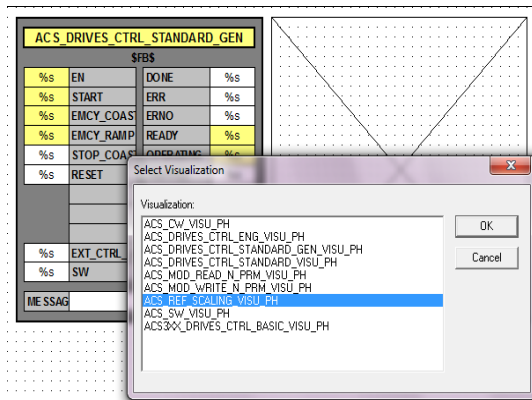 ACS_DRIVES_CTRL_STANDARD_GEN
$FB$
%s EN DONE %s
%s START ERR %s
%s EMCY_COAST ERNO %s
%s EMCY_RAMP READY %s
%s STOP_COAST OPERATING %s
%s RESET
%s EXT_CTRL_
%s SW
MESSAG
Select Visualization
Visualization:
ACS_CW_VISU_PH
ACS_DRIVES_CTRL_ENG_VISU_PH
ACS_DRIVES_CTRL_STANDARD_GEN_VISU_PH
ACS_DRIVES_CTRL_STANDARD_VISU_PH
ACS_MOD_READ_N_PRM_VISU_PH
ACS_MOD_WRITE_N_PRM_VISU_PH
ACS_REF_SCALING_VISU_PH
ACS_SW_VISU_PH
ACS3XX_DRIVES_CTRL_BASIC_VISU_PH
OK
Cancel